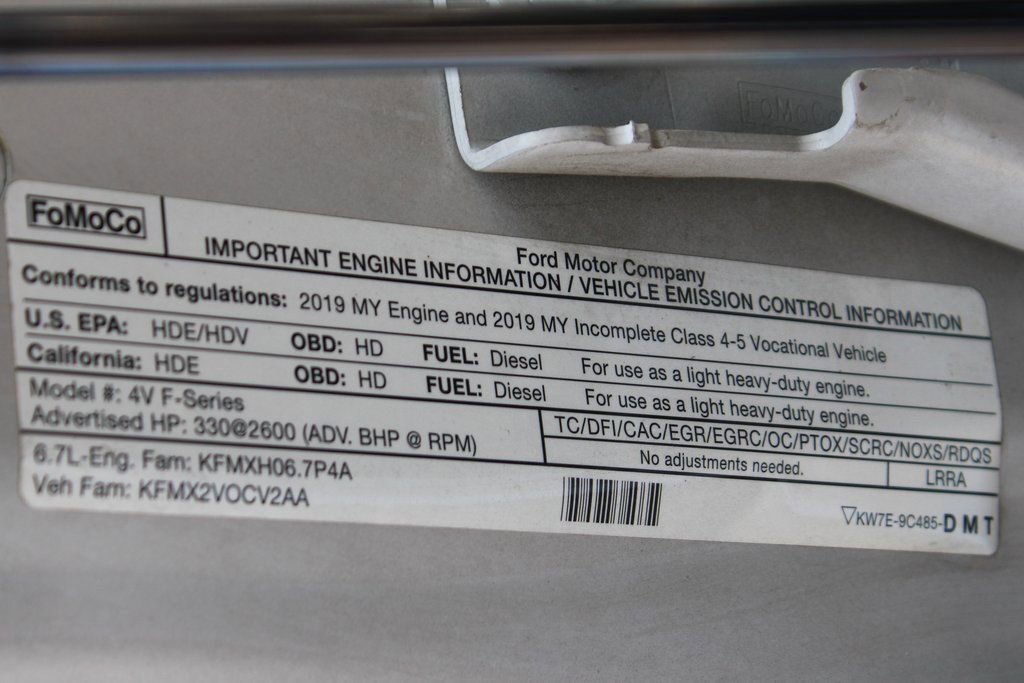 FoMoCo
FoMoCo
Ford Motor Company
IMPORTANT ENGINE INFORMATION / VEHICLE EMISSION CONTROL INFORMATION
Conforms to regulations: 2019 MY Engine and 2019 MY Incomplete Class 4-5 Vocational Vehicle
U.S. EPA: HDE/HDV OBD: HD FUEL: Diesel For use as a light heavy-duty engine.
California: HDE OBD: HD FUEL: Diesel For use as a light heavy-duty engine.
Model #: 4V F-Series
Advertised HP: 330@2600 (ADV. BHP @ RPM)
TC/DFI/CAC/EGR/EGRC/OC/PTOX/SCRC/NOXS/RDQS
No adjustments needed. LRRA
6.7L-Eng. Fam: KFMXH06.7P4A
Veh Fam: KFMX2VOCV2AA
▽KW7E-9C485-D M T